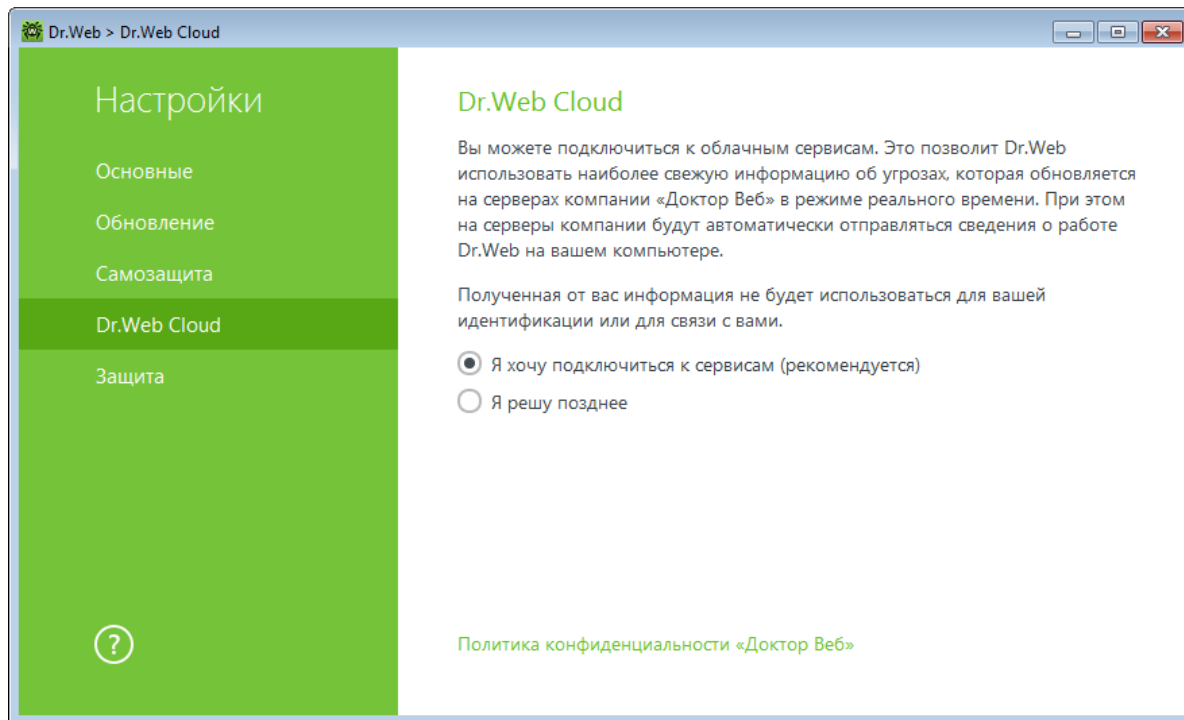 Dr.Web > Dr.Web Cloud
Настройки
Основные
Обновление
Самозащита
Dr.Web Cloud
Защита
?
Dr.Web Cloud
Вы можете подключиться к облачным сервисам. Это позволит Dr.Web
использовать наиболее свежую информацию об угрозах, которая обновляется
на серверах компании «Доктор Веб» в режиме реального времени. При этом
на серверы компании будут автоматически отправляться сведения о работе
Dr.Web на вашем компьютере.
Полученная от вас информация не будет использоваться для вашей
идентификации или для связи с вами.
Я хочу подключиться к сервисам (рекомендуется)
Я решу позднее
Политика конфиденциальности «Доктор Веб»